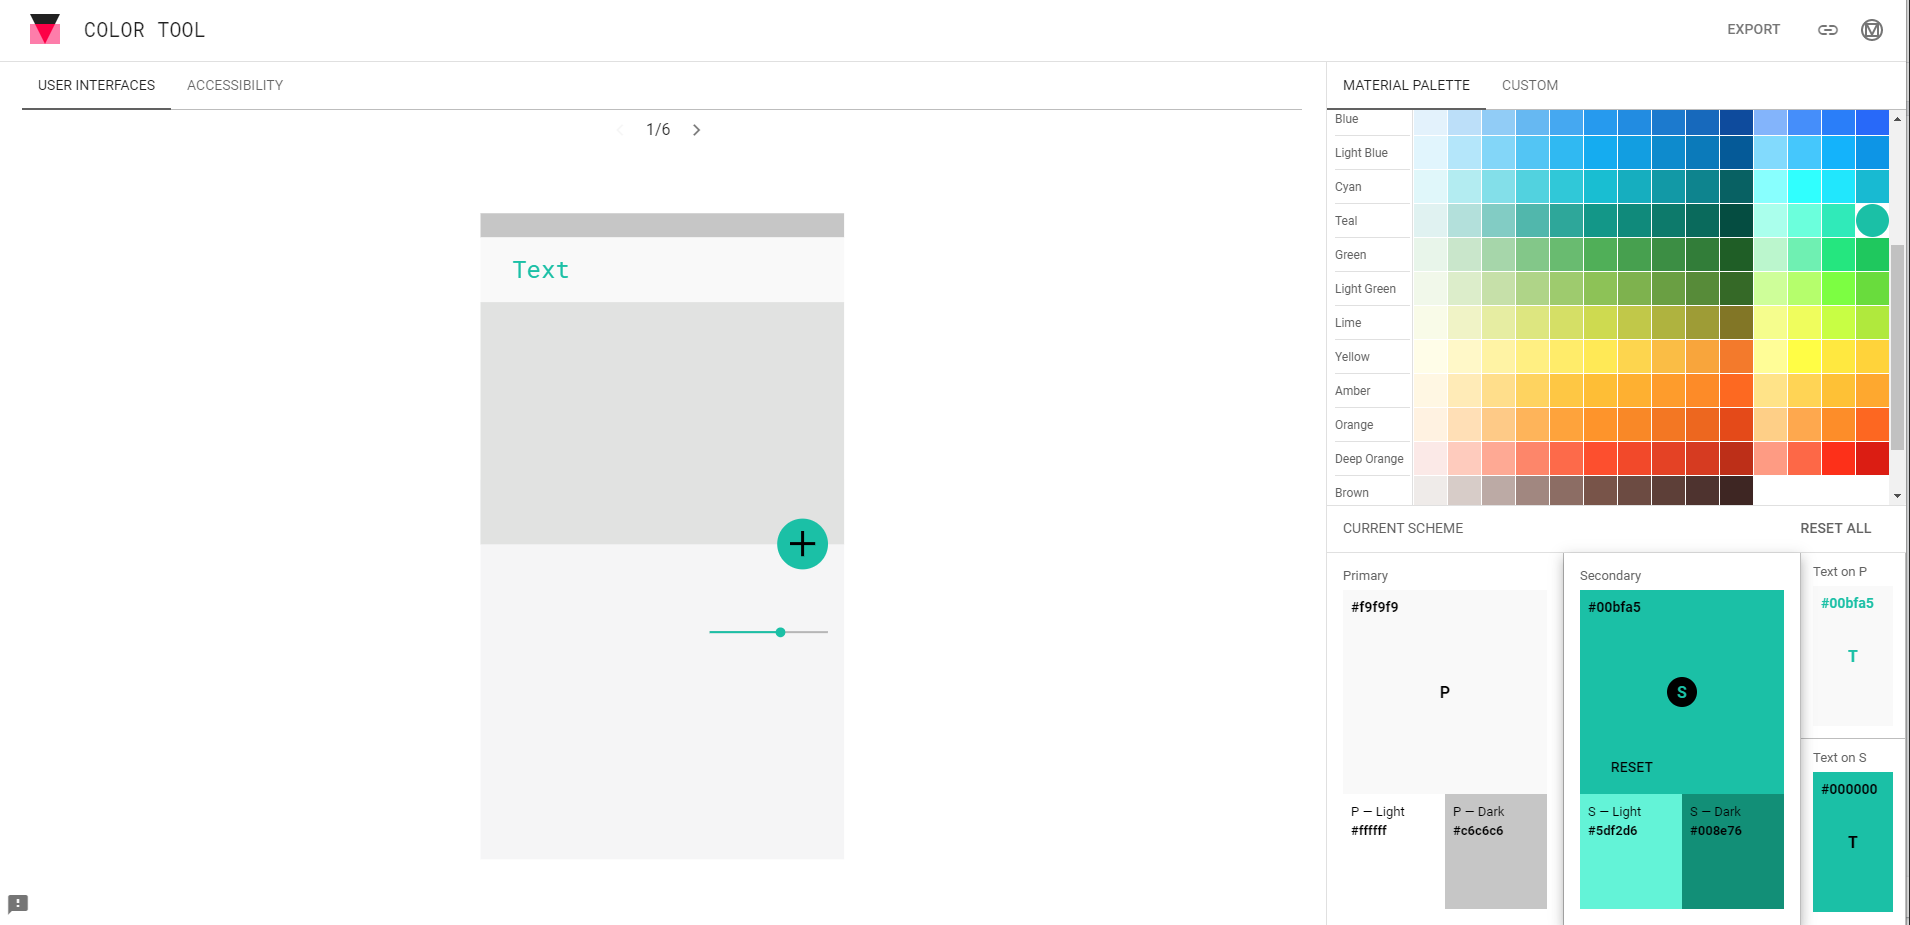 COLOR TOOL
EXPORT
USER INTERFACES
ACCESSIBILITY
MATERIAL PALETTE
CUSTOM
1/6
Text
Blue
Light Blue
Cyan
Teal
Green
Light Green
Lime
Yellow
Amber
Orange
Deep Orange
Brown
CURRENT SCHEME
RESET ALL
Primary
#f9f9f9
P
P — Light
#ffffff
P — Dark
#c6c6c6
Secondary
#00bfa5
S
RESET
S — Light
#5df2d6
S — Dark
#008e76
Text on P
#00bfa5
T
Text on S
#000000
T